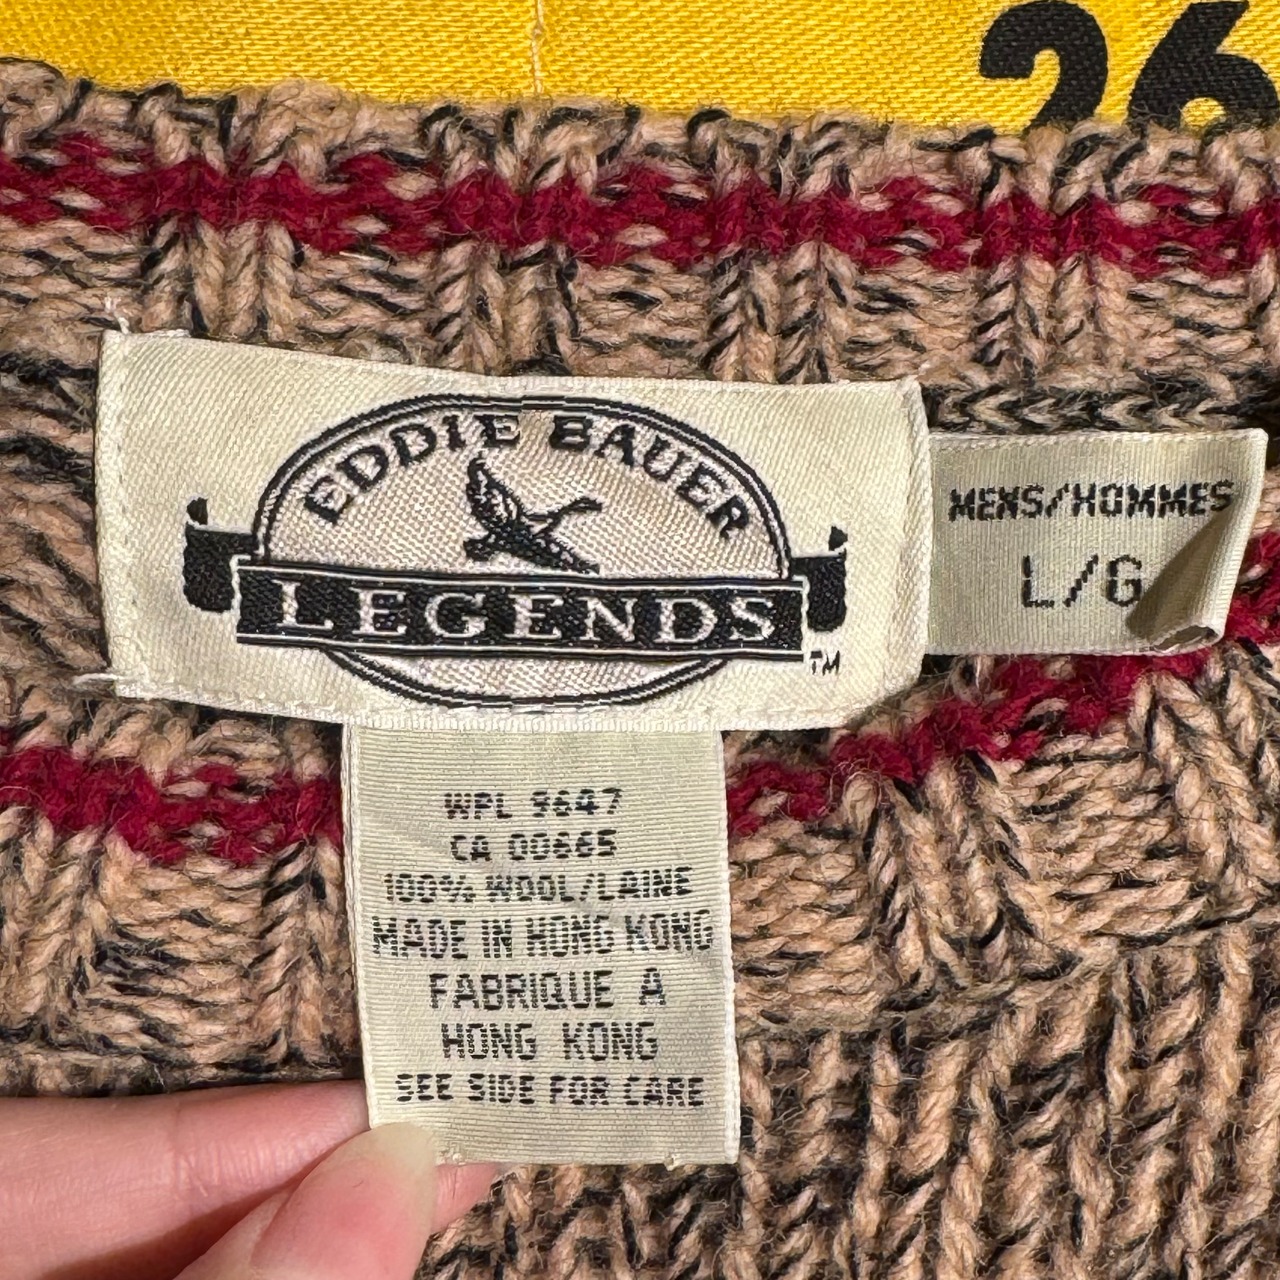 26
EDDIE BAUER
LEGENDS
TM
MENS/HOMMES
L/G
WPL 9647
CA 00665
100% WOOL/LAINE
MADE IN HONG KONG
FABRIQUE A
HONG KONG
SEE SIDE FOR CARE